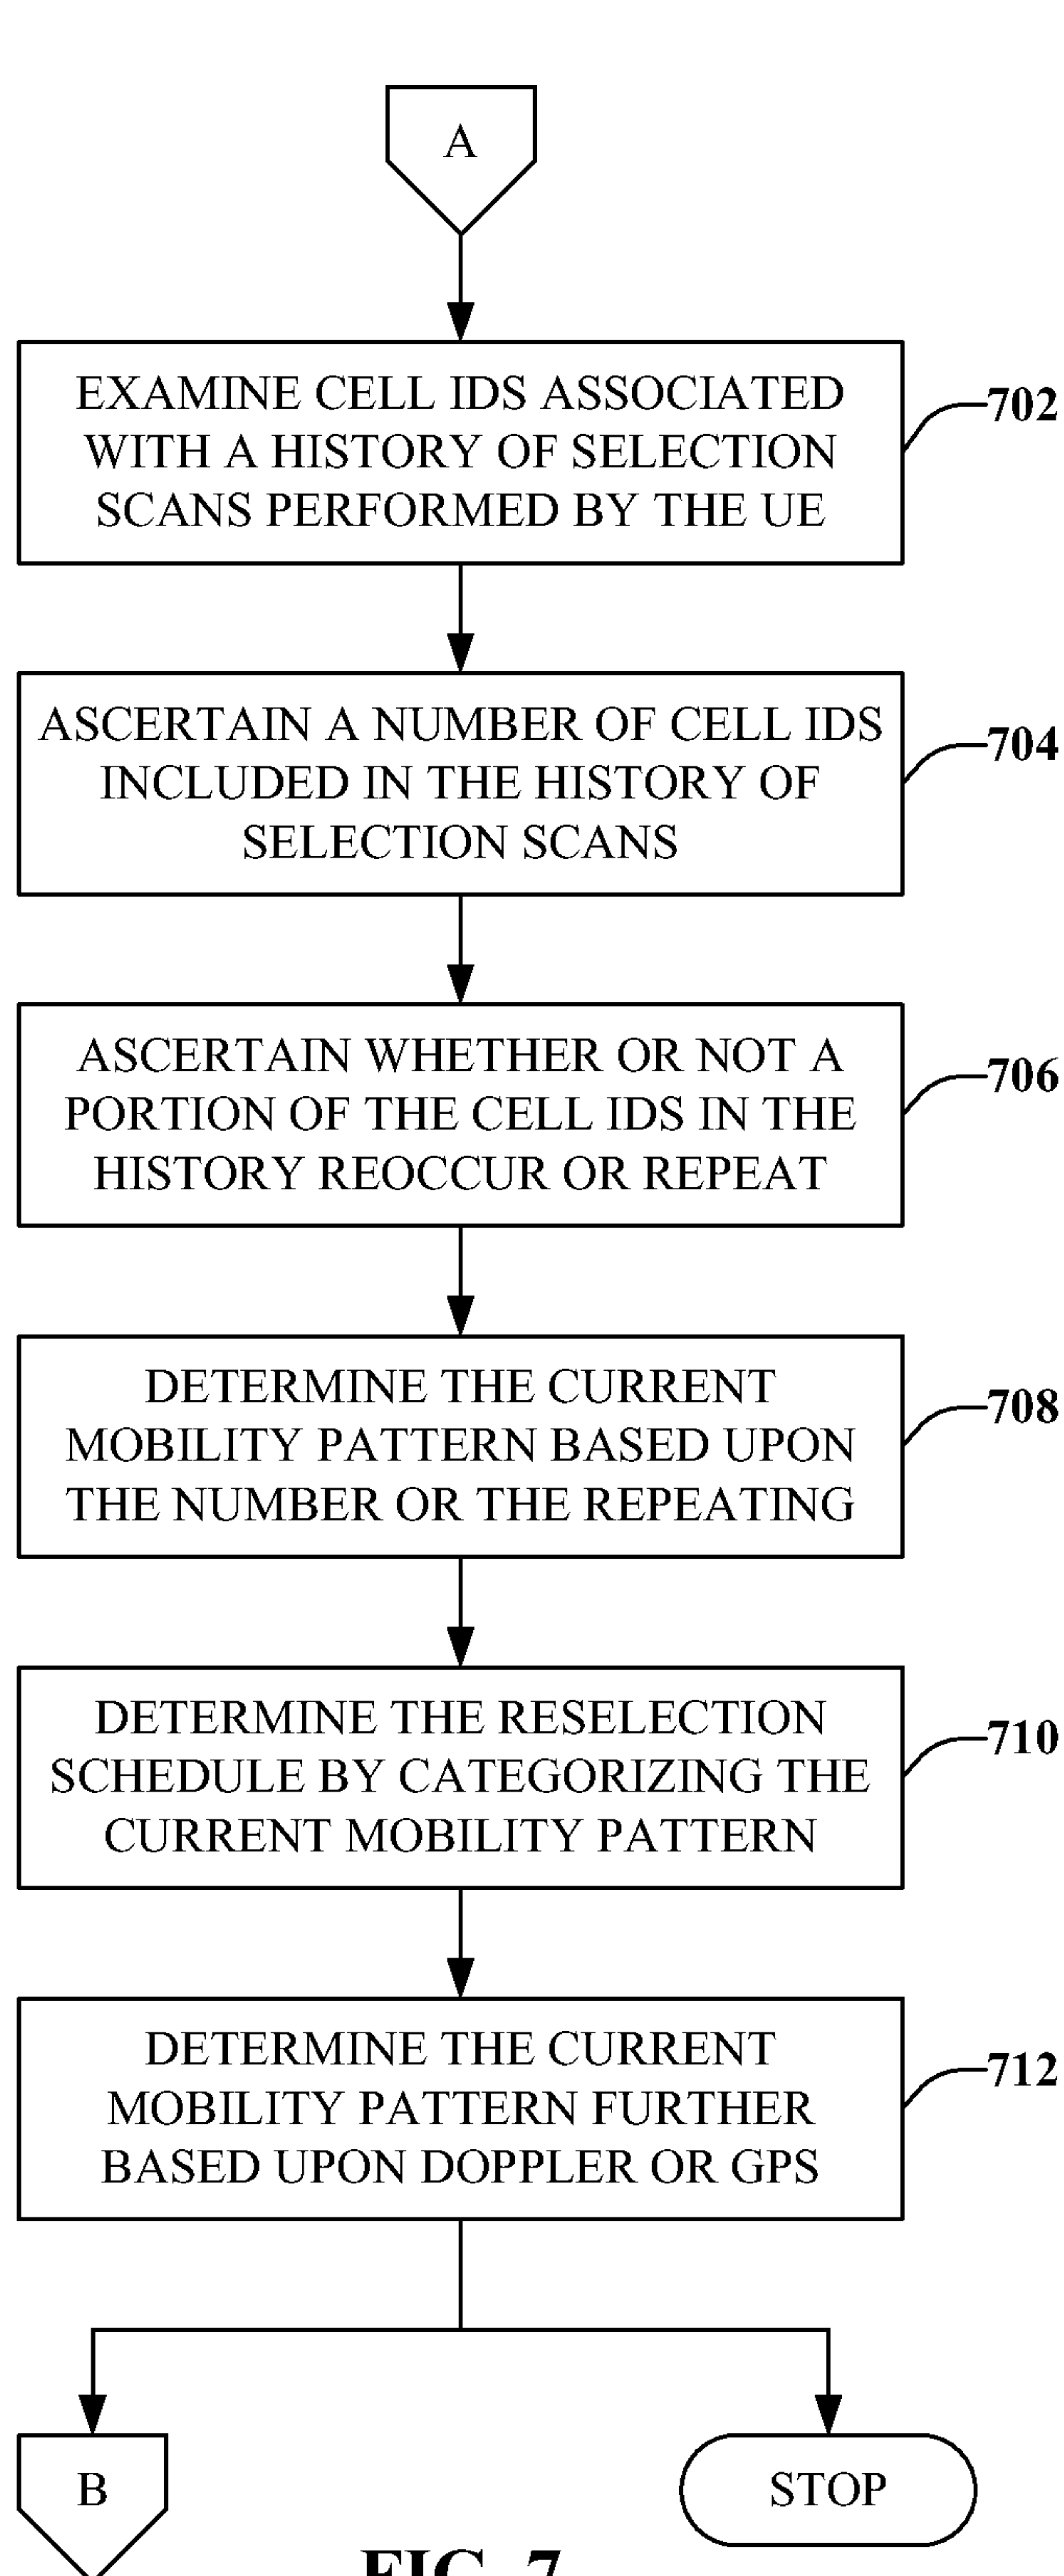 A
EXAMINE CELL IDS ASSOCIATED
WITH A HISTORY OF SELECTION
SCANS PERFORMED BY THE UE
702
ASCERTAIN A NUMBER OF CELL IDS
INCLUDED IN THE HISTORY OF
SELECTION SCANS
704
ASCERTAIN WHETHER OR NOT A
PORTION OF THE CELL IDS IN THE
HISTORY REOCCUR OR REPEAT
706
DETERMINE THE CURRENT
MOBILITY PATTERN BASED UPON
THE NUMBER OR THE REPEATING
708
DETERMINE THE RESELECTION
SCHEDULE BY CATEGORIZING THE
CURRENT MOBILITY PATTERN
710
DETERMINE THE CURRENT
MOBILITY PATTERN FURTHER
BASED UPON DOPPLER OR GPS
712
B
STOP
FIG. 7